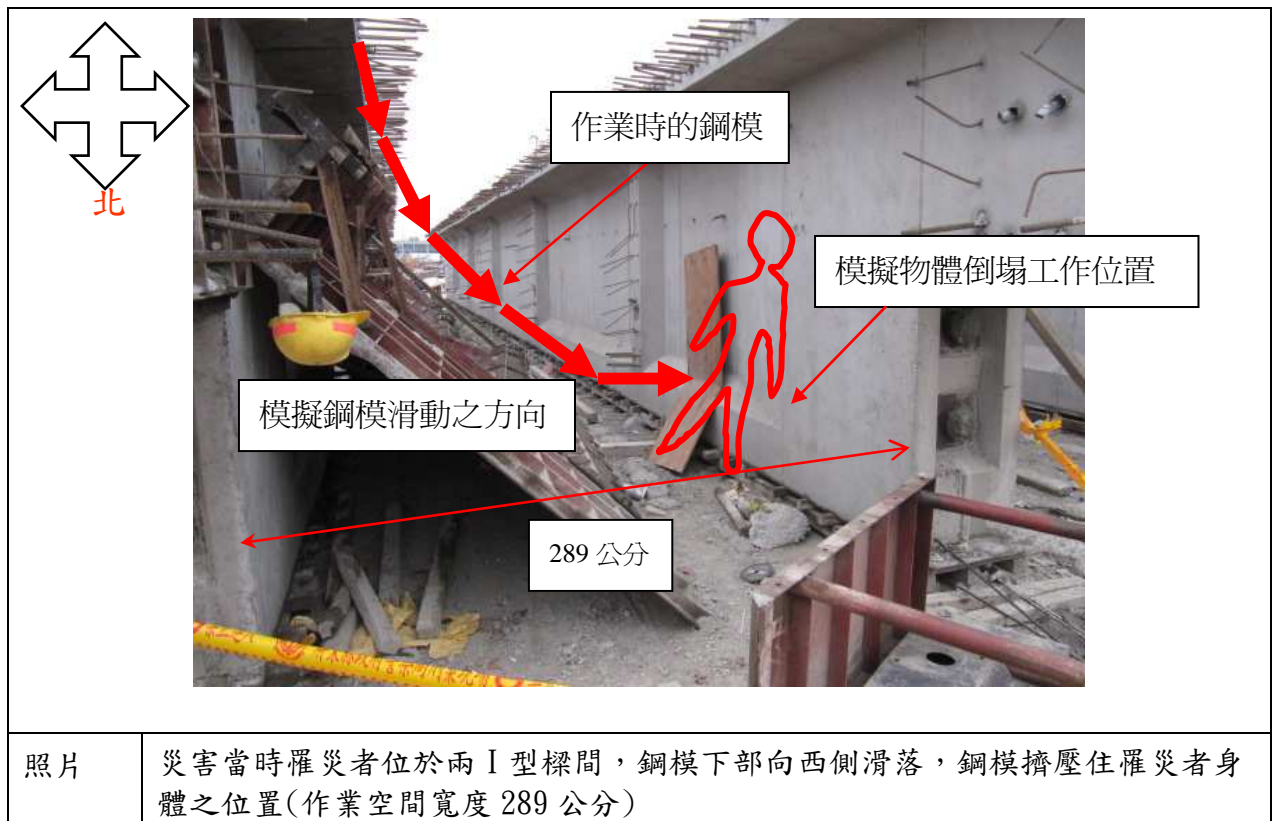 北
作業時的鋼模
模擬物體倒塌工作位置
模擬鋼模滑動之方向
289 公分
照片
災害當時罹災者位於兩Ⅰ型樑間,鋼模下部向西側滑落,鋼模擠壓住罹災者身
體之位置(作業空間寬度 289 公分)